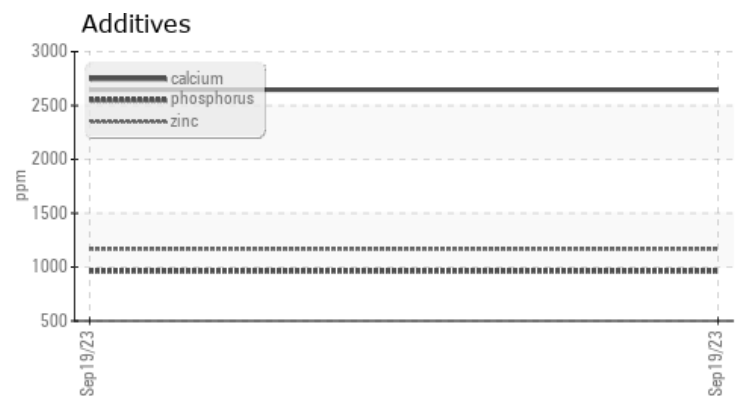 Additives
3000
2500
2000
1500
1000
500
ppm
calcium
phosphorus
zinc
Sep19/23
Sep19/23